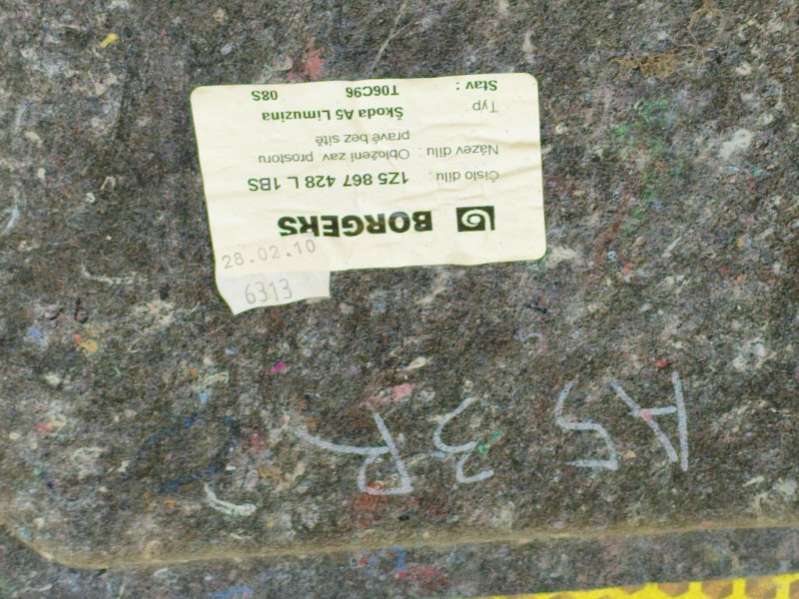 6313
28.02.10
BORGERS
Číslo dílu : 1Z5 867 428 L 1BS
Název dílu : Obložení zav. prostoru
pravé bez sítě
Typ : Škoda A5 Limuzina
Stav : T06C96 08S
A5 3R